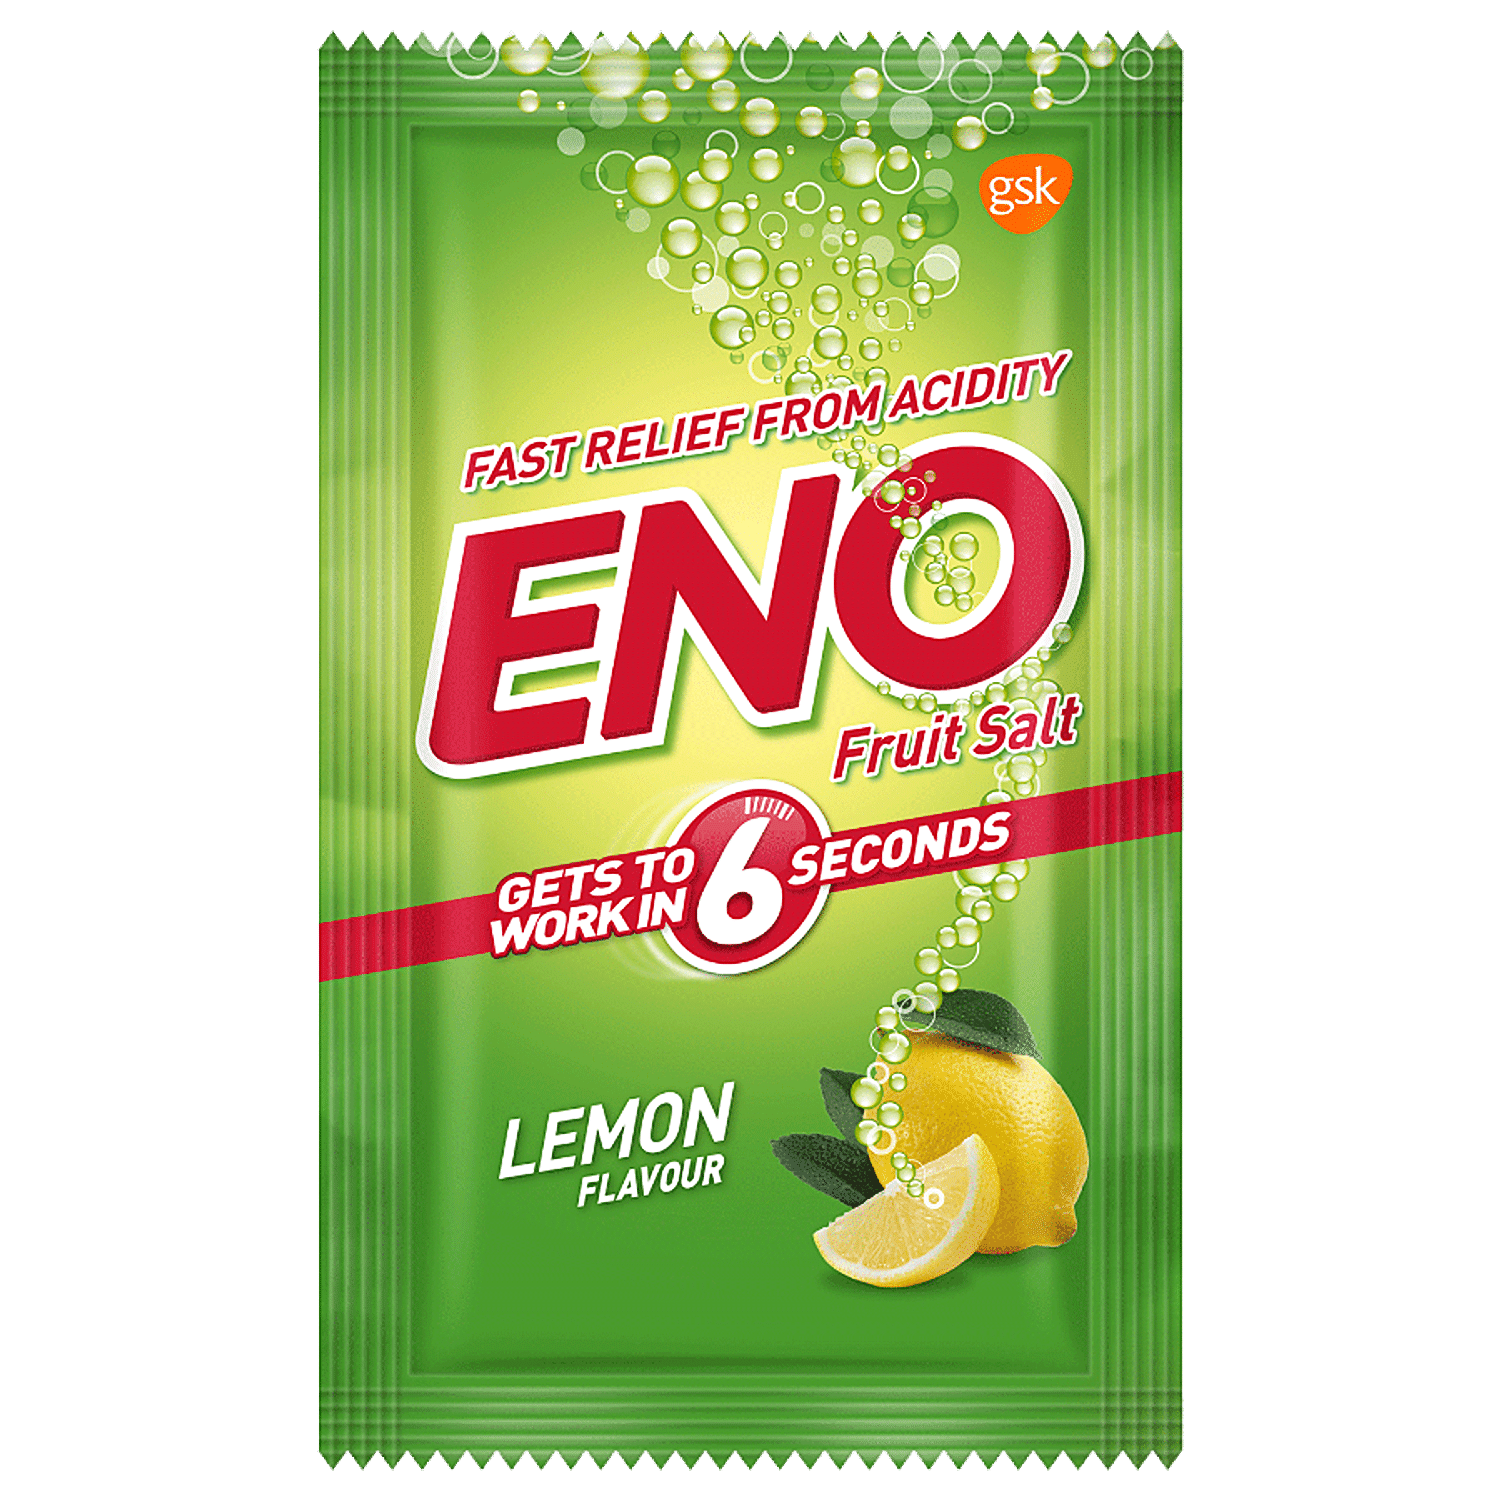 gsk
FAST RELIEF FROM ACIDITY
ENO
Fruit Salt
GETS TO
WORK IN 6 SECONDS
LEMON
FLAVOUR